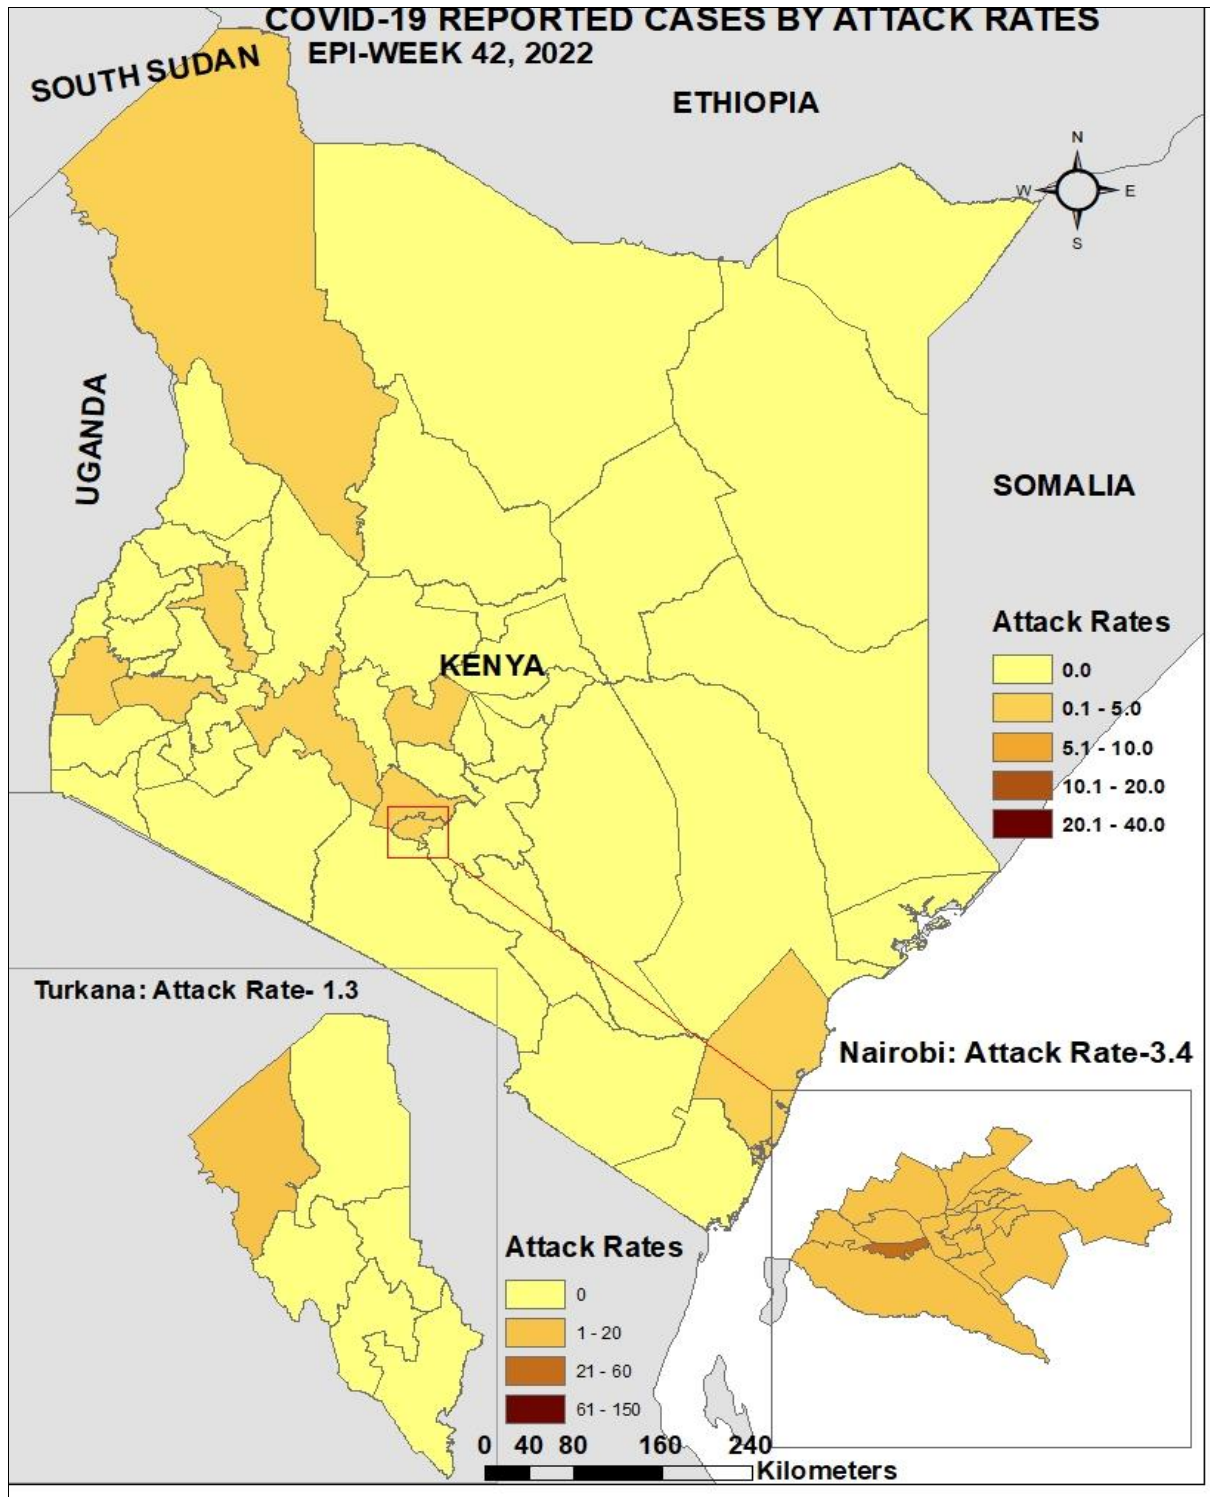 COVID-19 REPORTED CASES BY ATTACK RATES
EPI-WEEK 42, 2022
SOUTH SUDAN
ETHIOPIA
N
W E
S
UGANDA
SOMALIA
KENYA
Attack Rates
0.0
0.1 - 5.0
5.1 - 10.0
10.1 - 20.0
20.1 - 40.0
Turkana: Attack Rate- 1.3
Nairobi: Attack Rate-3.4
Attack Rates
0
1 - 20
21 - 60
61 - 150
0 40 80 160 240
Kilometers